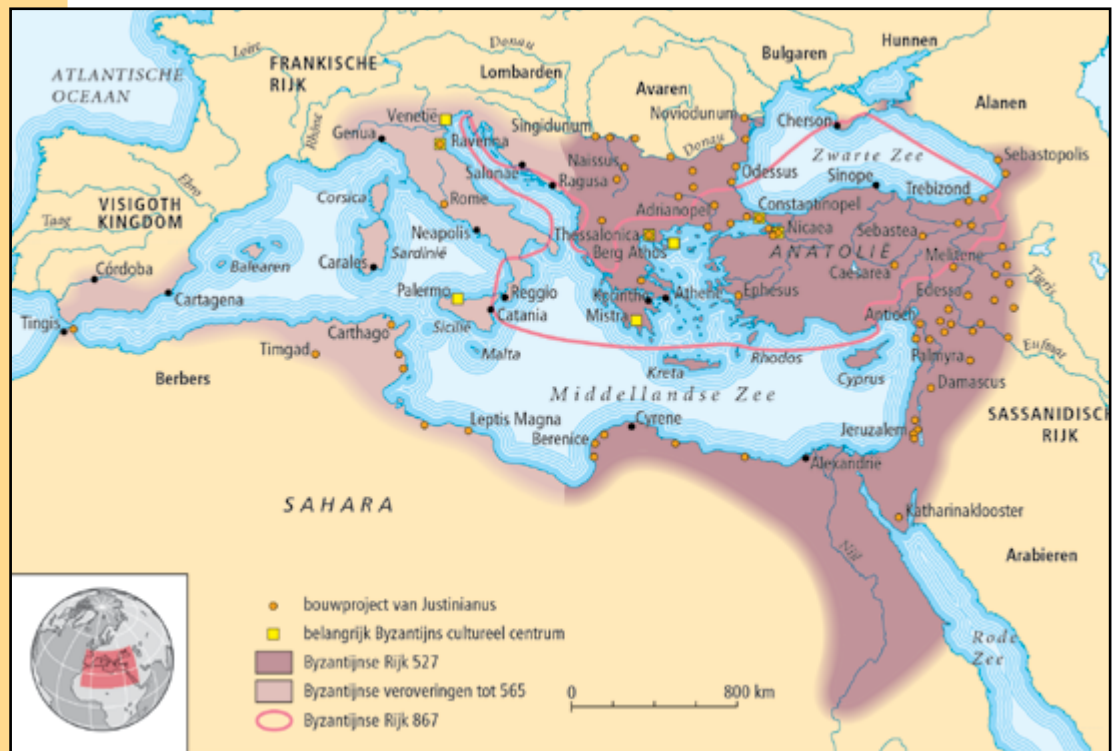 ATLANTISCHE
OCEAAN
Loire
FRANKISCHE
RIJK
Donau
Lombarden
Bulgaren
Hunnen
Avaren
Noviodunum
Alanen
Venetië
Singidunum
Cherson
Genua
Rhône
Ravenna
Donau
Zwarte Zee
Sebastopolis
Ebro
Salonae
Naissus
Odessus
Sinope
Trebizond
Corsica
Ragusa
Taag
VISIGOTH
KINGDOM
Rome
Adrianopel
Constantinopel
Nicaea
Sebastea
Neapolis
Thessalonica
ANATOLIË
Balearen
Sardinië
Berg Athos
Caesarea
Melitene
Tigris
Córdoba
Carales
Cartagena
Palermo
Reggio
Athene
Ephesus
Edessa
Catania
Mistra
Antioch
Tingis
Carthago
Sicilië
Timgad
Malta
Rhodos
Palmyra
Eufraat
Berbers
Kreta
Cyprus
Middellandse Zee
Damascus
SASSANIDISCH
RIJK
Leptis Magna
Cyrene
Berenice
Jeruzalem
Alexandrië
SAHARA
Katharinaklooster
Nijl
Arabieren
Rode
Zee
bouwproject van Justinianus
belangrijk Byzantijns cultureel centrum
Byzantijnse Rijk 527
Byzantijnse veroveringen tot 565
Byzantijnse Rijk 867
0 800 km